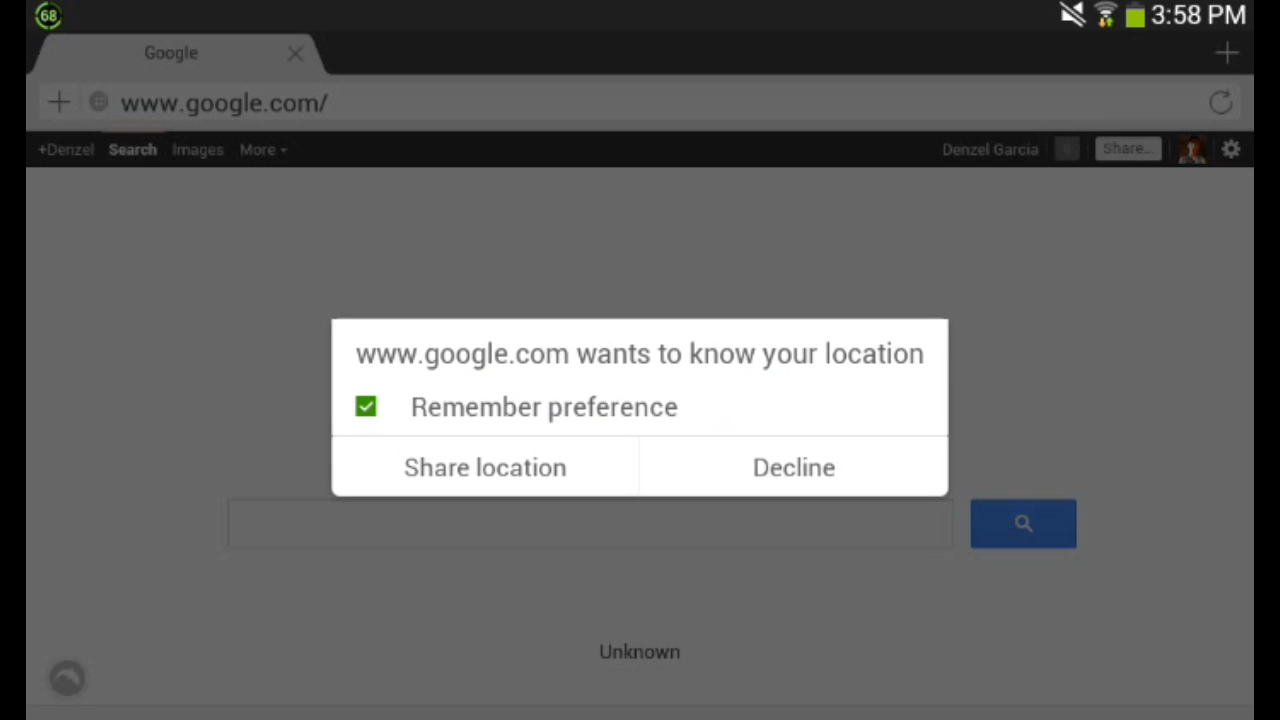 68
3:58 PM
Google
www.google.com/
+Denzel Search Images More
Denzel Garcia
Share...
www.google.com wants to know your location
Remember preference
Share location
Decline
Unknown